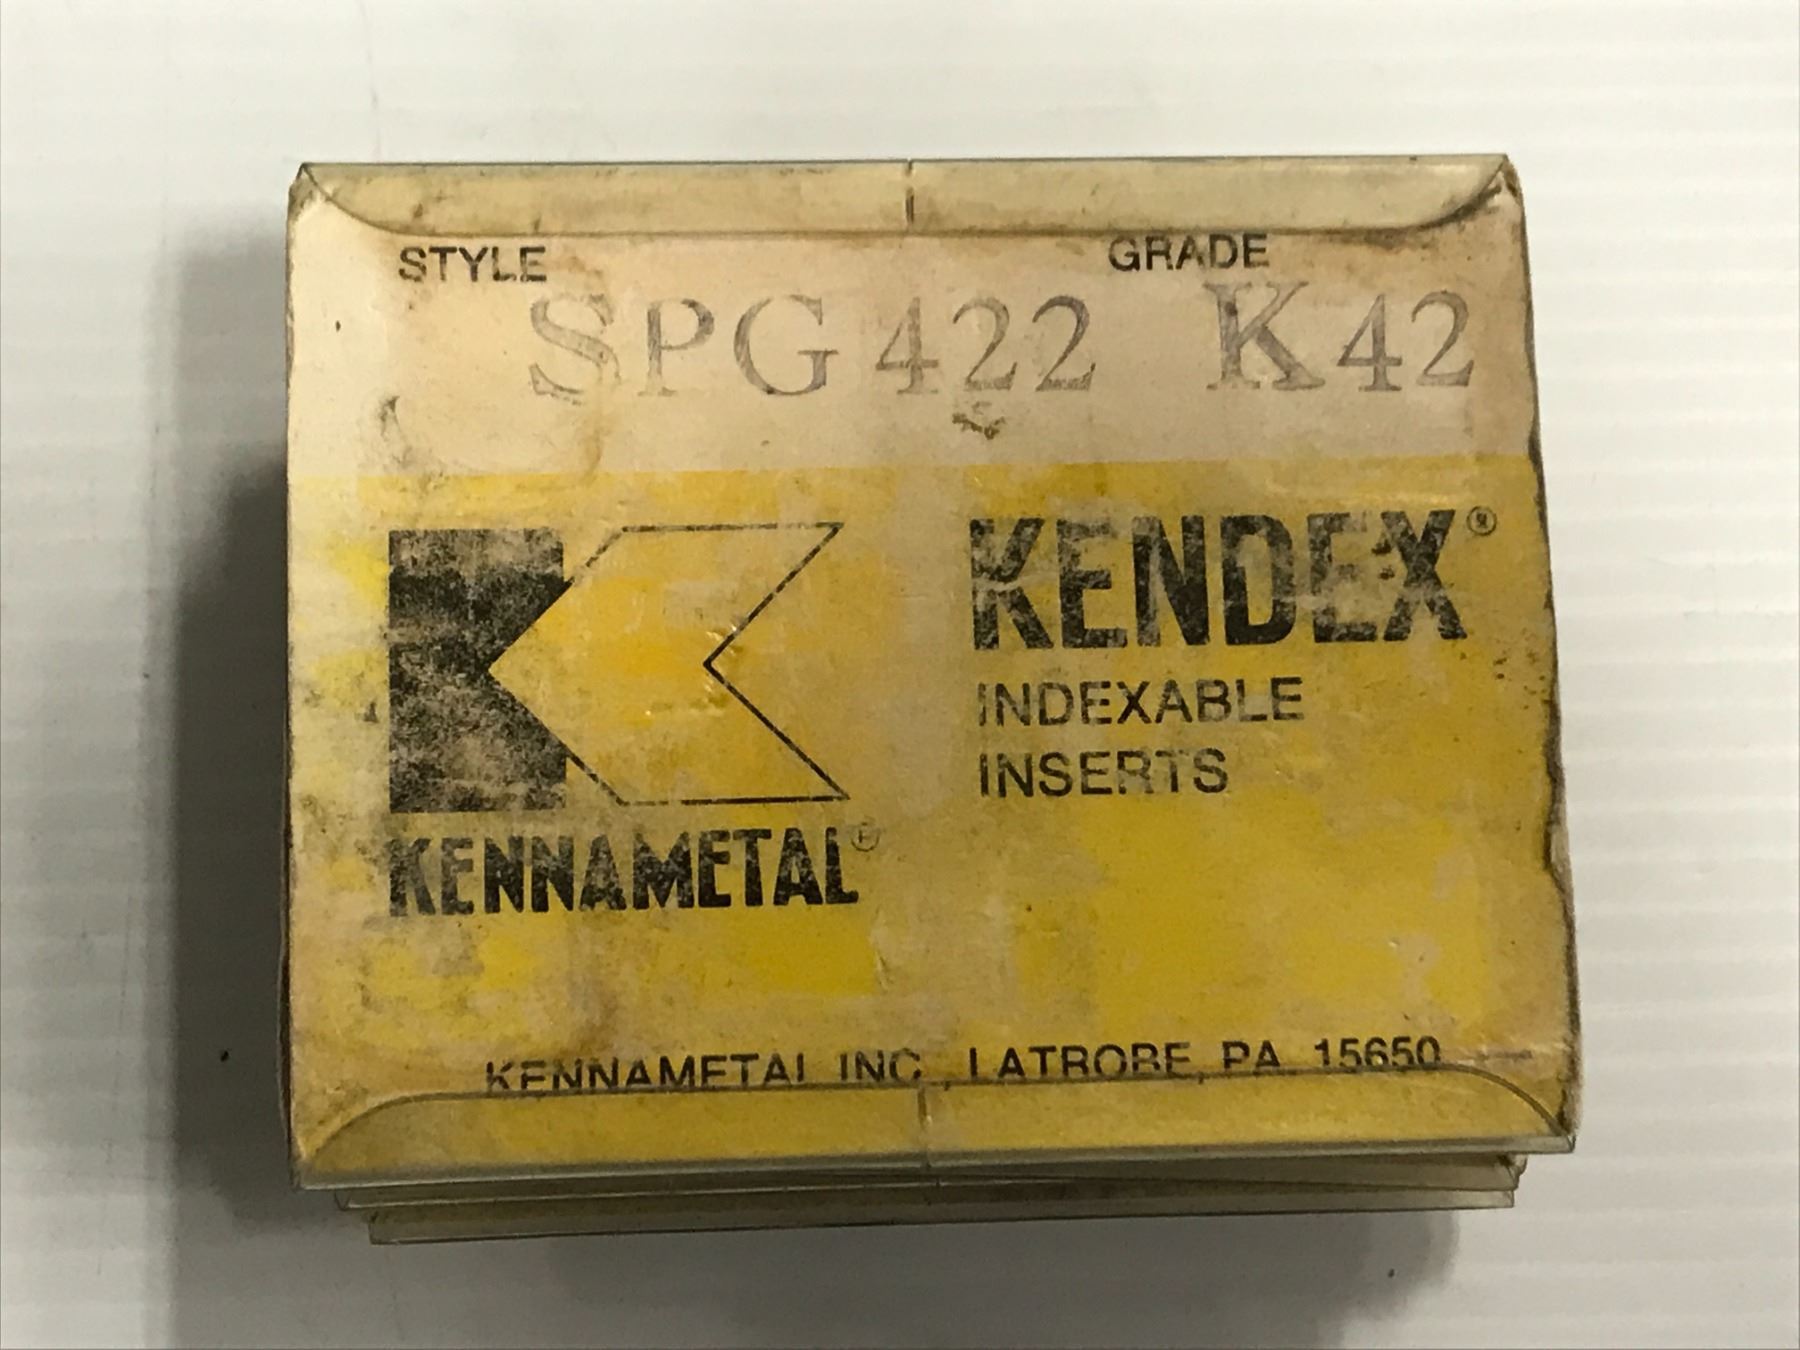 STYLE GRADE
SPG 422 K42
KENDEX®
INDEXABLE
INSERTS
KENNAMETAL®
KENNAMETAL INC., LATROBE, PA. 15650